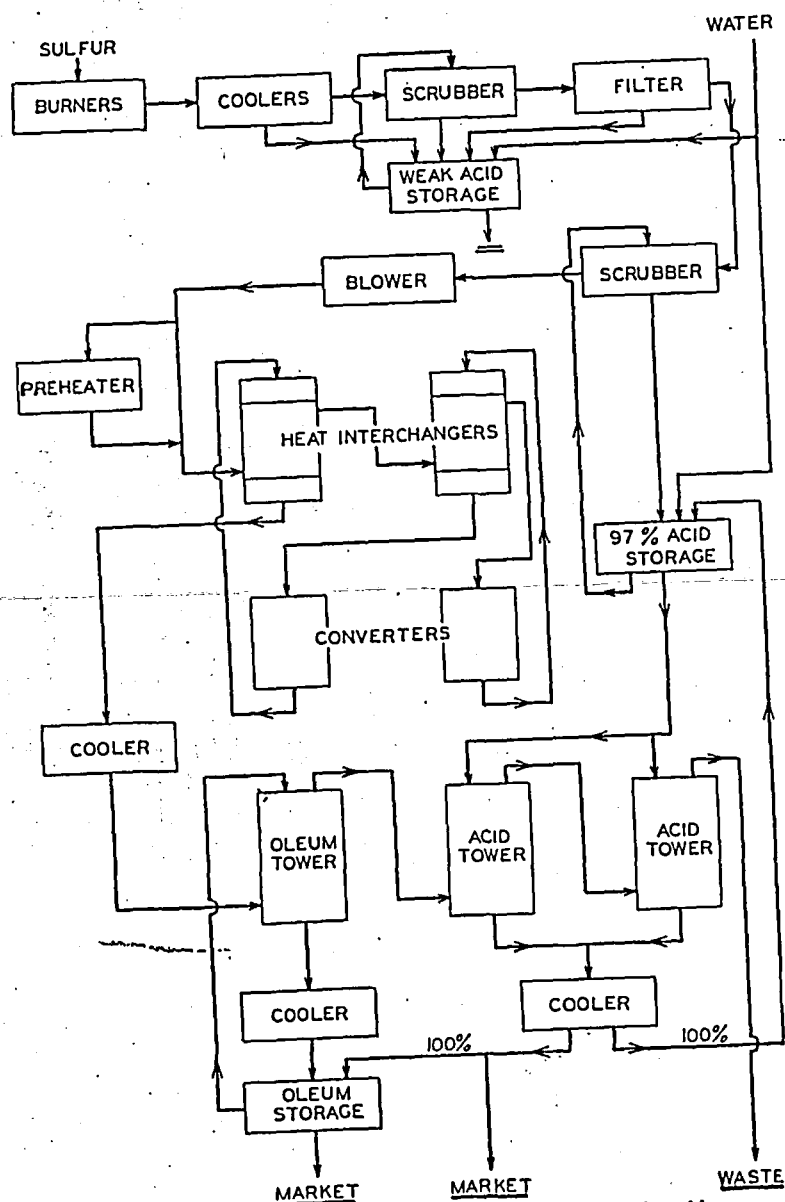 WATER
SULFUR
BURNERS
COOLERS
SCRUBBER
FILTER
WEAK ACID
STORAGE
BLOWER
SCRUBBER
PREHEATER
HEAT INTERCHANGERS
97 % ACID
STORAGE
CONVERTERS
COOLER
OLEUM
TOWER
ACID
TOWER
ACID
TOWER
COOLER
COOLER
100%
100%
OLEUM
STORAGE
MARKET
MARKET
WASTE